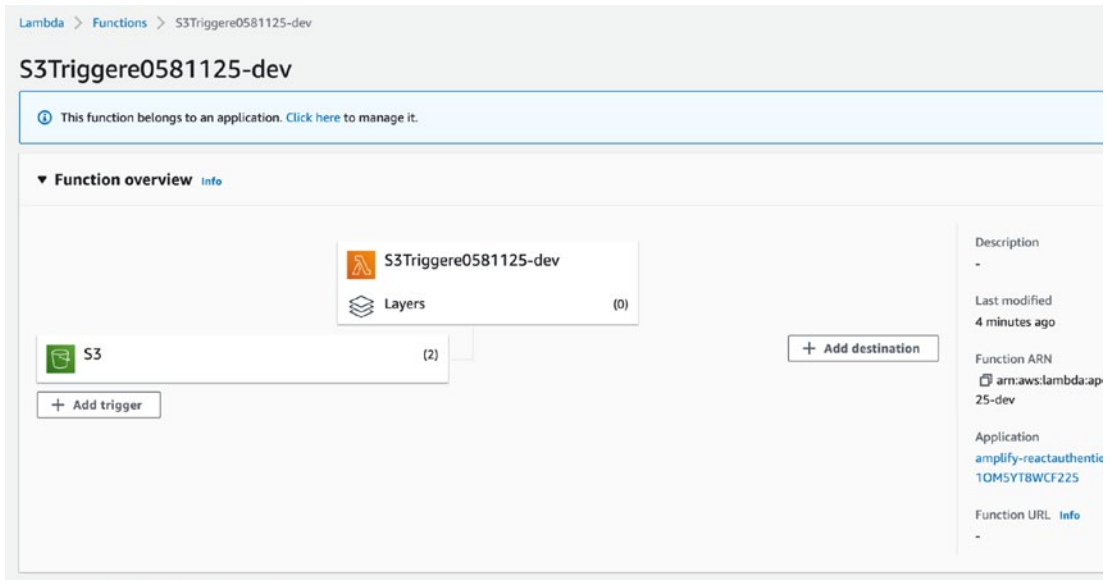 Lambda > Functions > S3Triggere0581125-dev
S3Triggere0581125-dev
This function belongs to an application. Click here to manage it.
Function overview Info
S3Triggere0581125-dev
Layers (0)
S3 (2)
+ Add trigger
+ Add destination
Description
-
Last modified
4 minutes ago
Function ARN
arn:aws:lambda:ap-
25-dev
Application
amplify-reactauthentic
1OM5YT8WCF225
Function URL Info
-